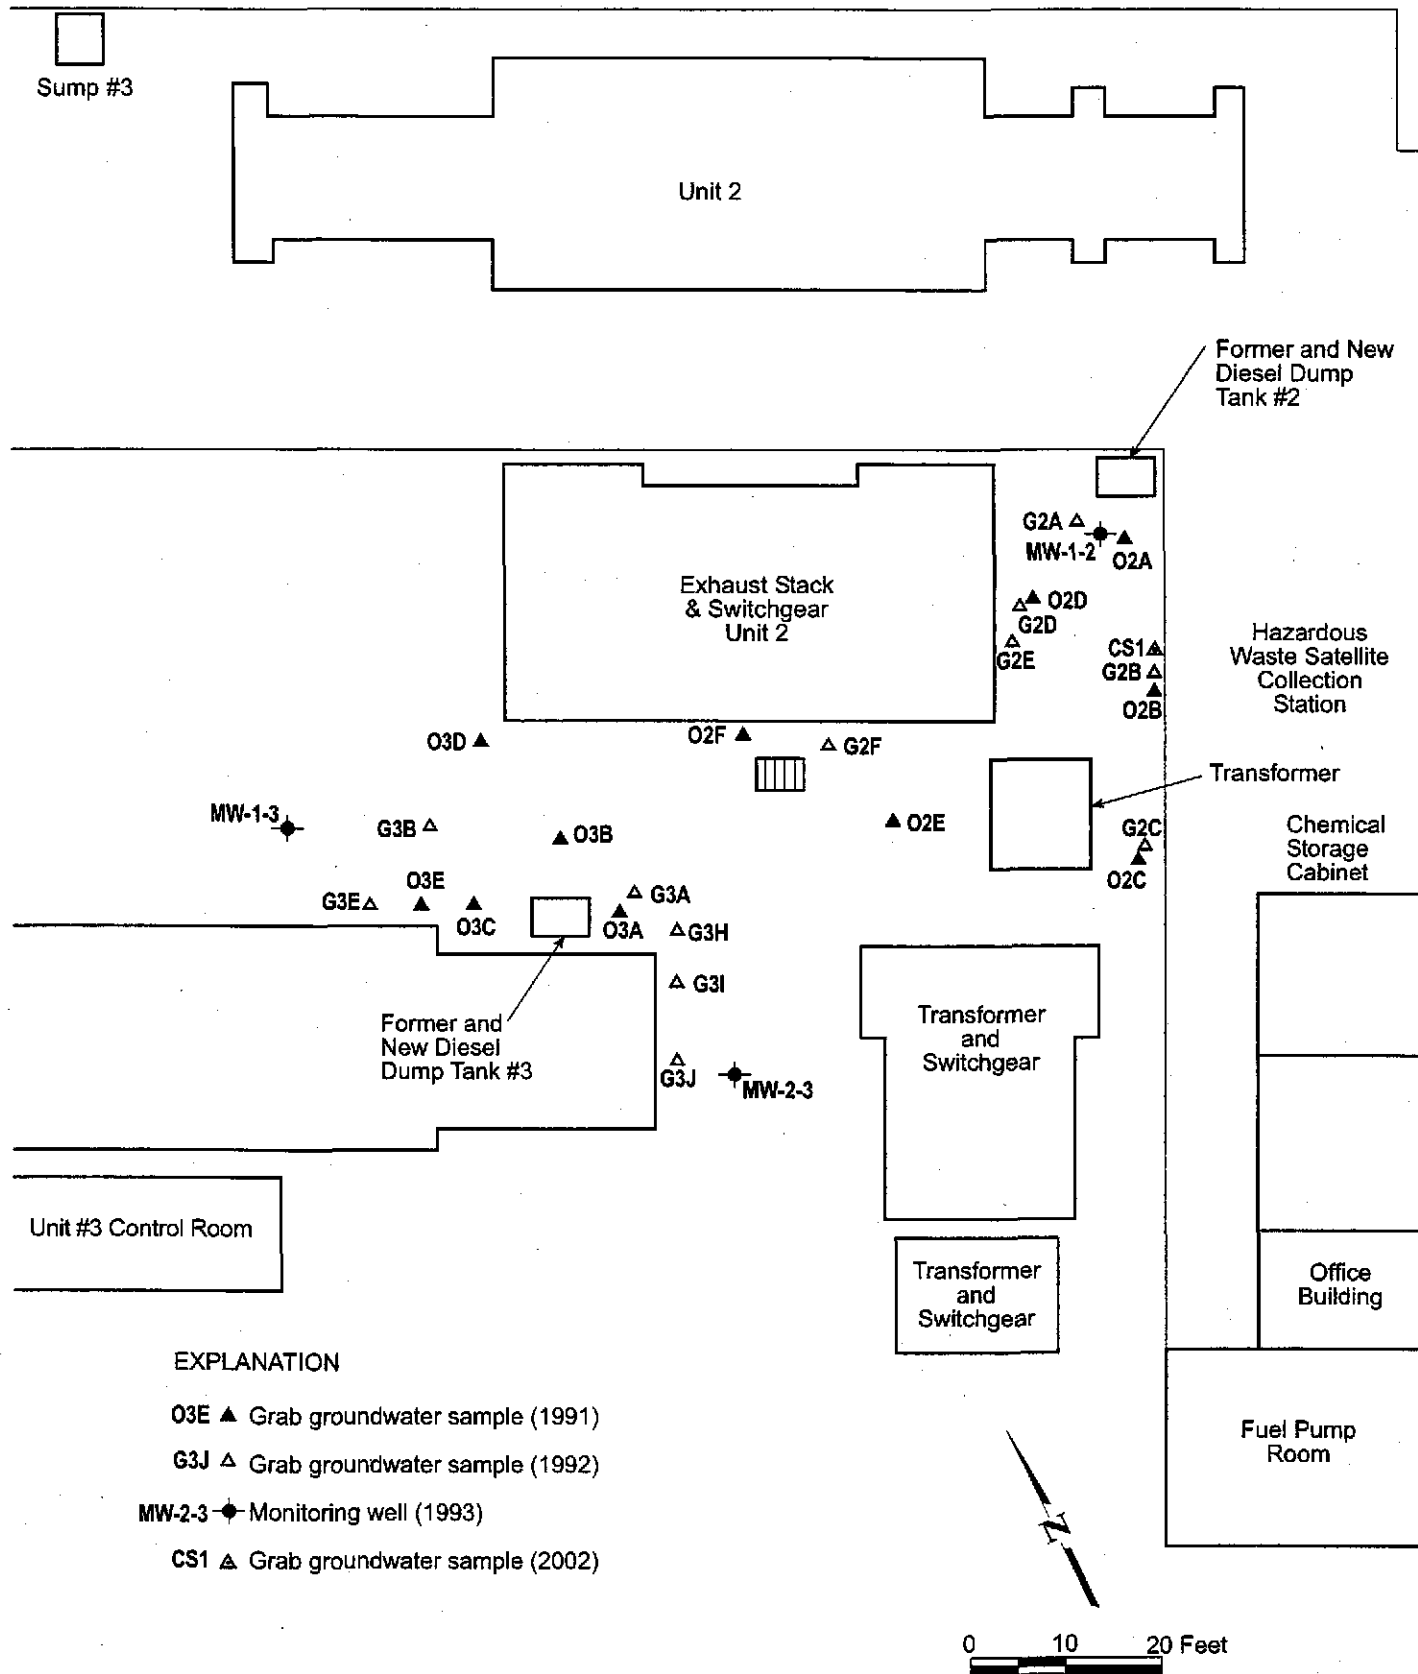 Sump #3
Unit 2
Former and New
Diesel Dump
Tank #2
G2A
MW-1-2
O2A
Exhaust Stack
& Switchgear
Unit 2
O2D
G2D
G2E
CS1
G2B
O2B
Hazardous
Waste Satellite
Collection
Station
O3D
O2F
G2F
Transformer
MW-1-3
G3B
O3B
O2E
G2C
O2C
Chemical
Storage
Cabinet
O3E
G3E
O3C
G3A
O3A
G3H
G3I
Former and
New Diesel
Dump Tank #3
G3J
MW-2-3
Transformer
and
Switchgear
Unit #3 Control Room
Transformer
and
Switchgear
Office
Building
Fuel Pump
Room
EXPLANATION
O3E Grab groundwater sample (1991)
G3J Grab groundwater sample (1992)
MW-2-3 Monitoring well (1993)
CS1 Grab groundwater sample (2002)
N
0 10 20 Feet